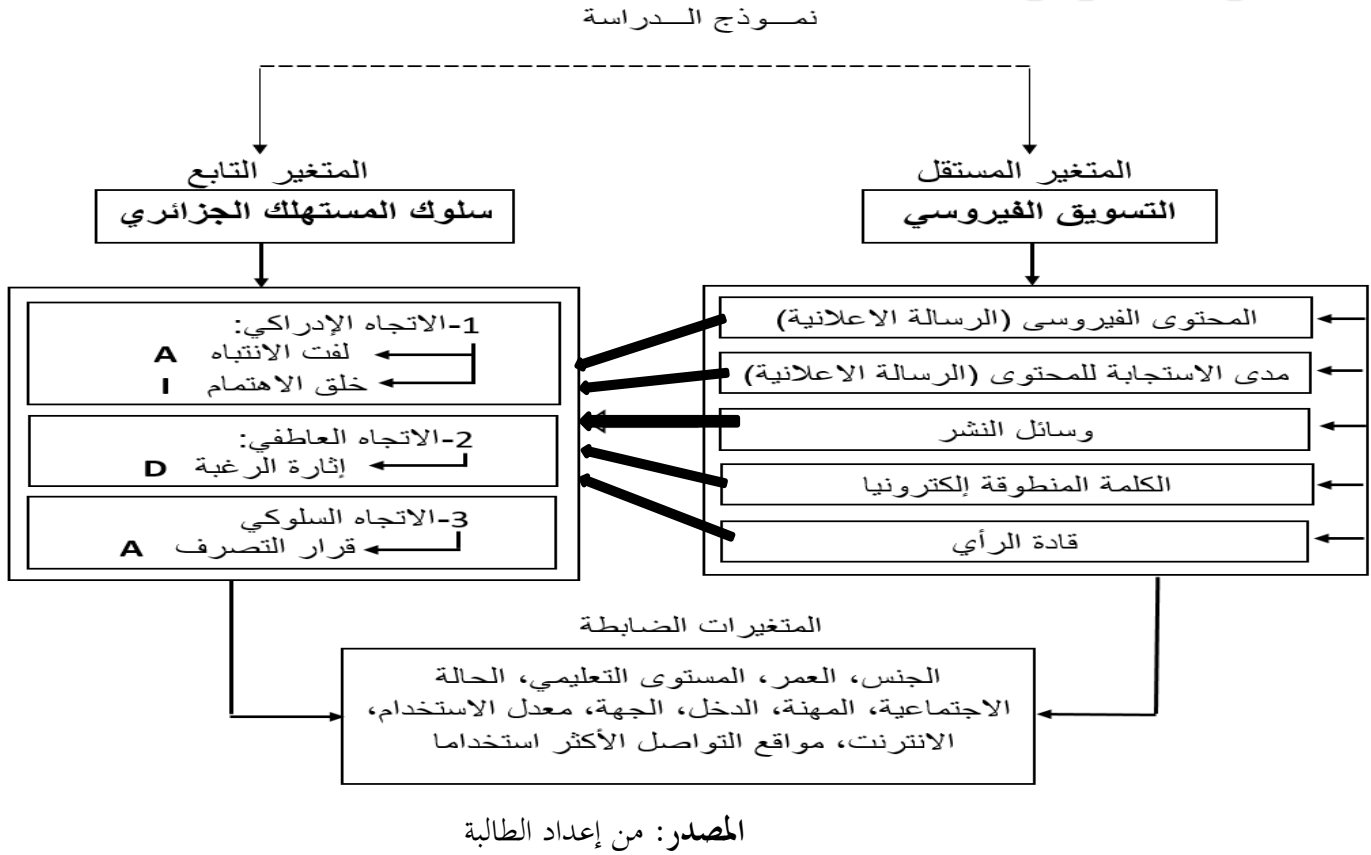 نمـــوذج الـــدراسة
المتغير المستقل
التسويق الفيروسي
المحتوى الفيروسي (الرسالة الاعلانية)
مدى الاستجابة للمحتوى (الرسالة الاعلانية)
وسائل النشر
الكلمة المنطوقة إلكترونيا
قادة الرأي
المتغير التابع
سلوك المستهلك الجزائري
1-الاتجاه الإدراكي:
لفت الانتباه A
خلق الاهتمام I
2-الاتجاه العاطفي:
إثارة الرغبة D
3-الاتجاه السلوكي
قرار التصرف A
المتغيرات الضابطة
الجنس، العمر، المستوى التعليمي، الحالة
الاجتماعية، المهنة، الدخل، الجهة، معدل الاستخدام،
الانترنت، مواقع التواصل الأكثر استخداما
المصدر: من إعداد الطالبة